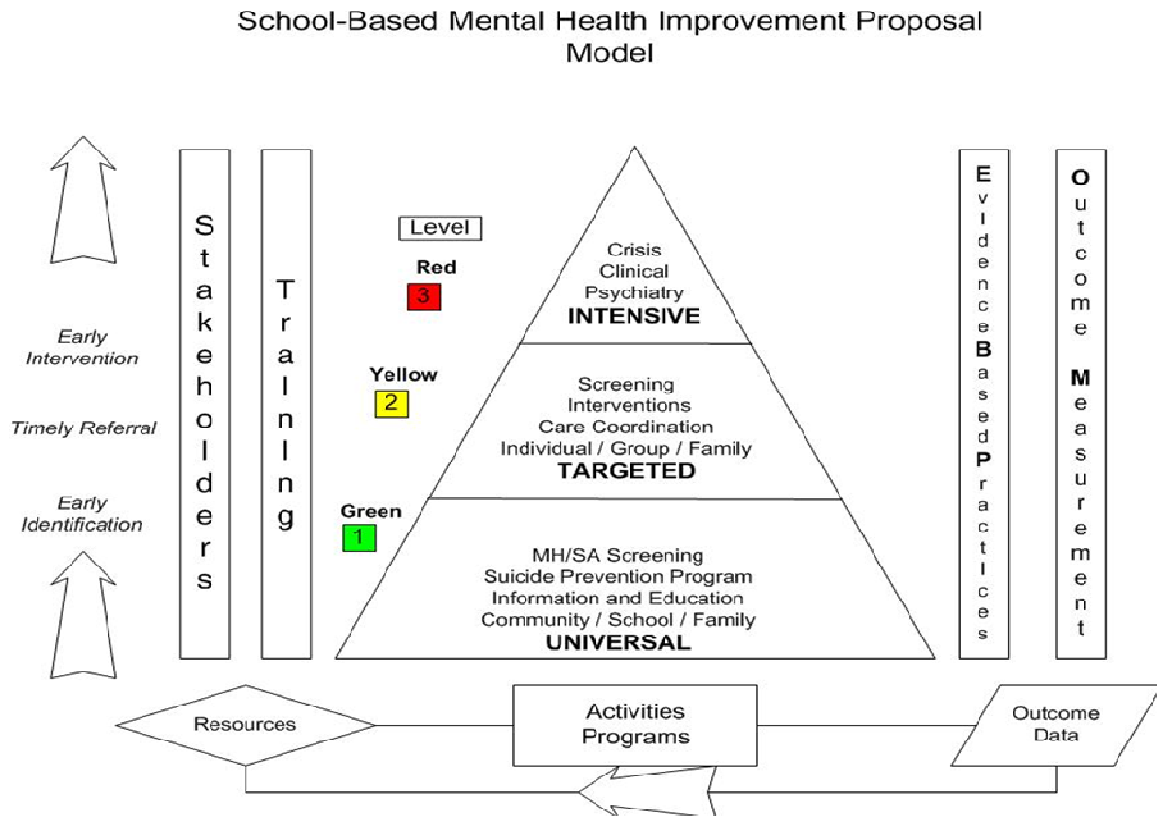 School-Based Mental Health Improvement Proposal
Model
Early
Intervention
Timely Referral
Early
Identification
Stakeholders
TraInIng
Level
Red
3
Yellow
2
Green
1
Crisis
Clinical
Psychiatry
INTENSIVE
Screening
Interventions
Care Coordination
Individual / Group / Family
TARGETED
MH/SA Screening
Suicide Prevention Program
Information and Education
Community / School / Family
UNIVERSAL
EvIdenceBasedPractIces
Outcome Measurement
Resources
Activities
Programs
Outcome
Data